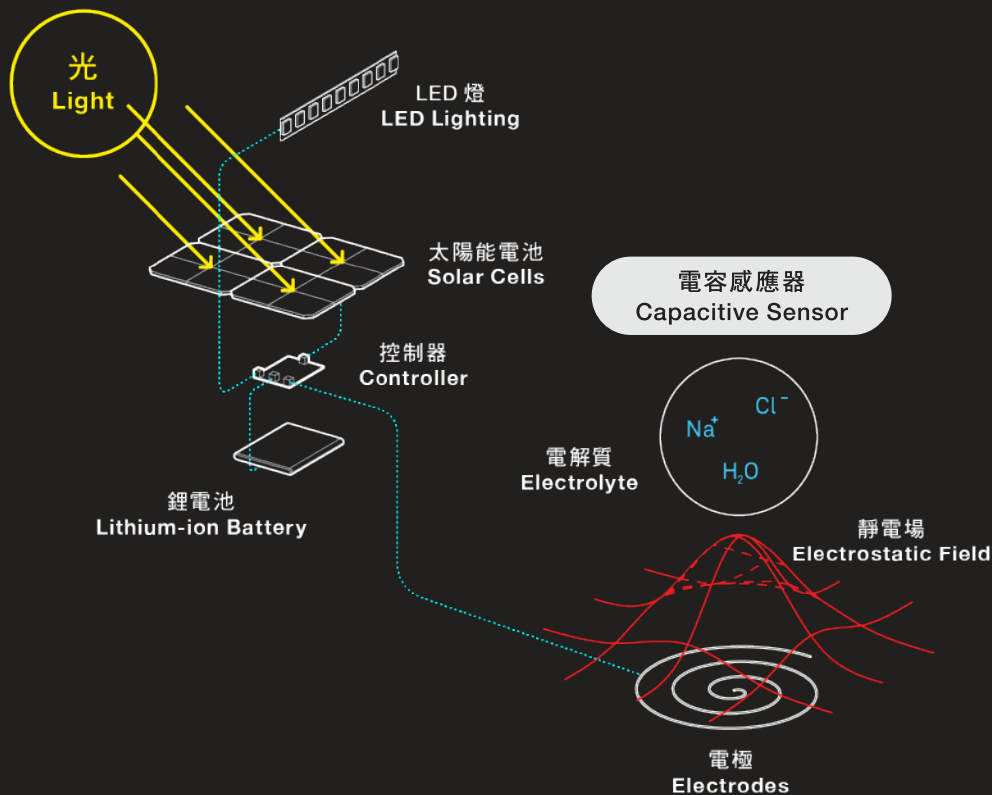 光
Light
LED 燈
LED Lighting
太陽能電池
Solar Cells
電容感應器
Capacitive Sensor
控制器
Controller
Cl⁻
Na⁺
H₂O
電解質
Electrolyte
鋰電池
Lithium-ion Battery
靜電場
Electrostatic Field
電極
Electrodes